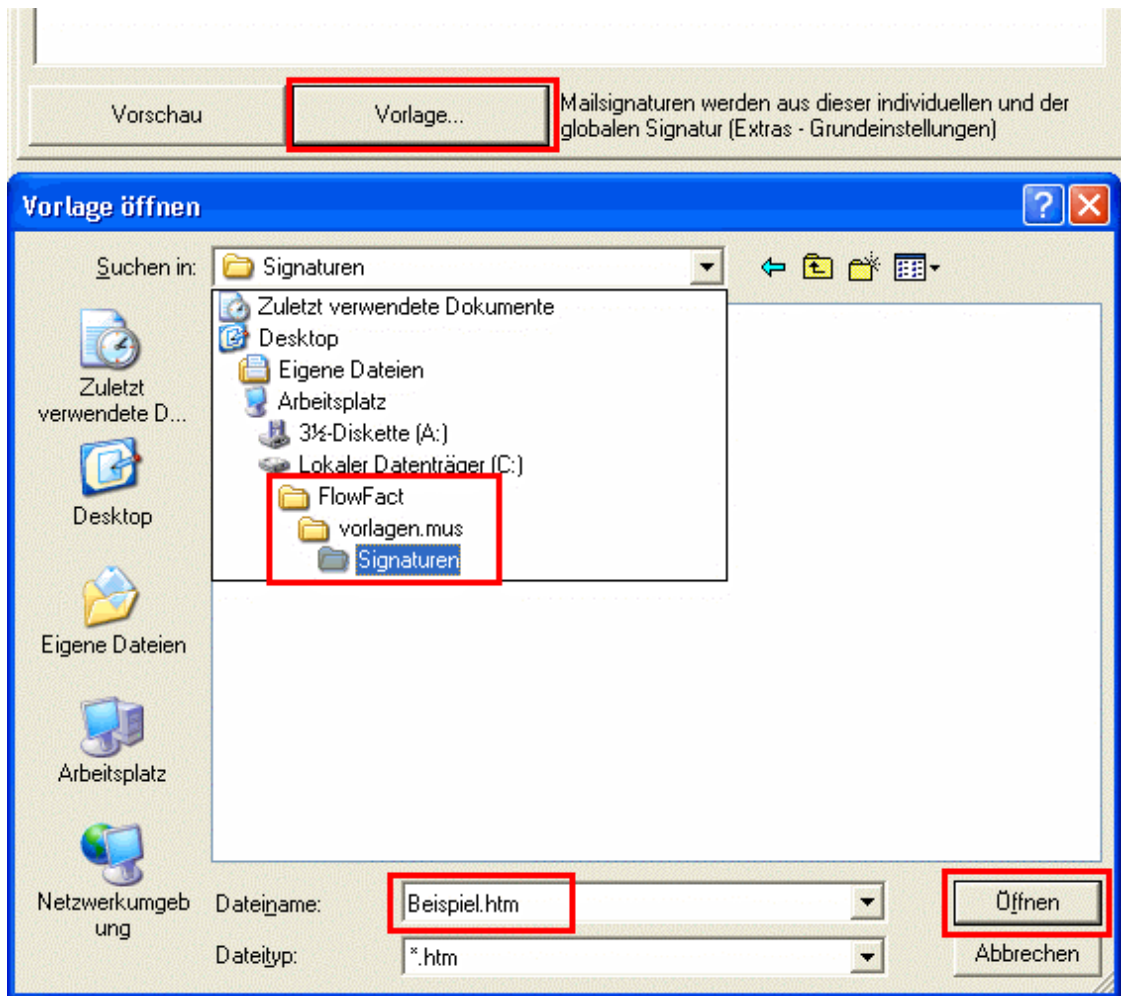 Vorschau
Vorlage...
Mailsignaturen werden aus dieser individuellen und der
globalen Signatur (Extras - Grundeinstellungen)
Vorlage öffnen
Suchen in:
Signaturen
Zuletzt verwendete Dokumente
Desktop
Eigene Dateien
Arbeitsplatz
3½-Diskette (A:)
Lokaler Datenträger (C:)
FlowFact
vorlagen.mus
Signaturen
Zuletzt
verwendete D...
Desktop
Eigene Dateien
Arbeitsplatz
Netzwerkumgeb
ung
Dateiname:
Beispiel.htm
Öffnen
Dateityp:
*.htm
Abbrechen